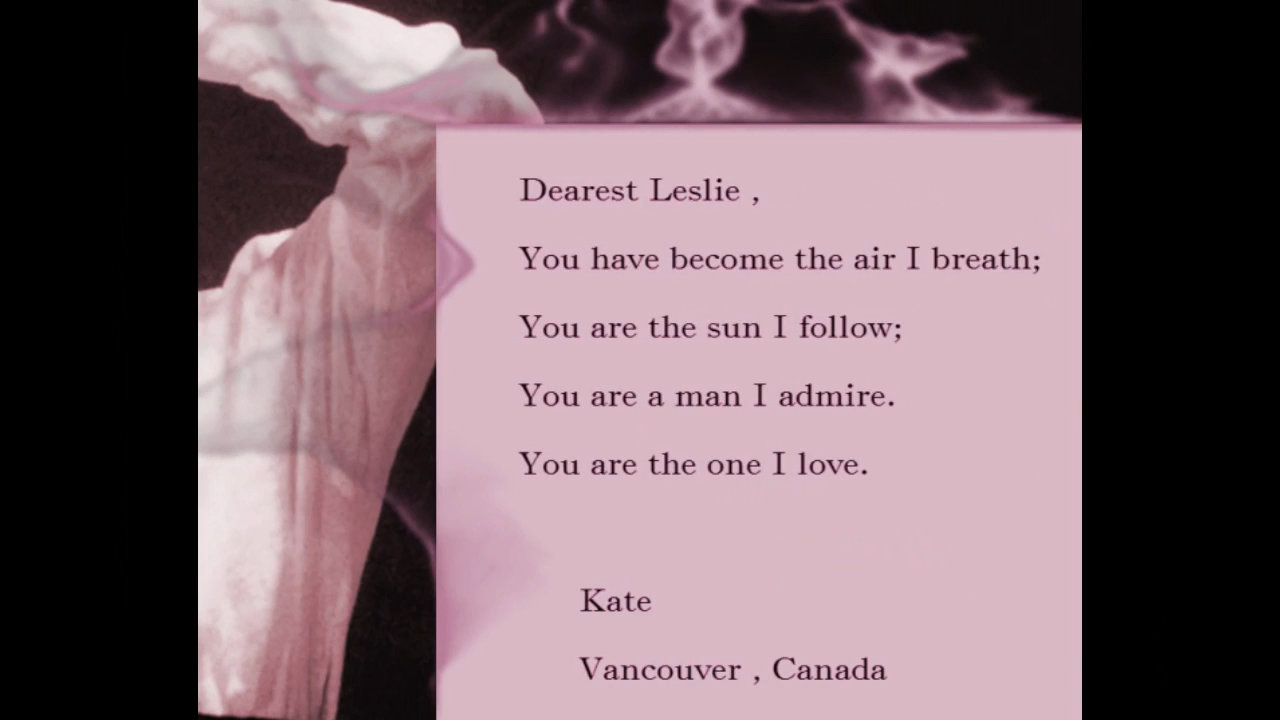 Dearest Leslie ,
You have become the air I breath;
You are the sun I follow;
You are a man I admire.
You are the one I love.
Kate
Vancouver , Canada